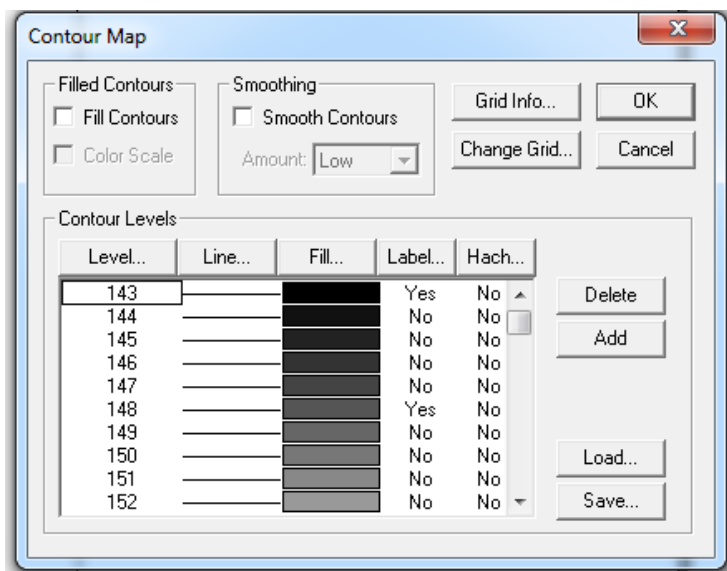 Contour Map
x
Filled Contours
Fill Contours
Color Scale
Smoothing
Smooth Contours
Amount: Low
Grid Info...
OK
Change Grid...
Cancel
Contour Levels
Level... Line... Fill... Label... Hach...
143 Yes No
144 No No
145 No No
146 No No
147 No No
148 Yes No
149 No No
150 No No
151 No No
152 No No
Delete
Add
Load...
Save...